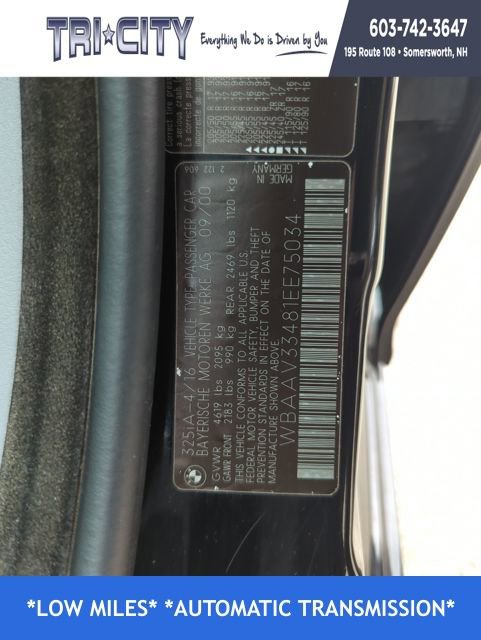 TRI★CITY
Everything We Do is Driven by You
603-742-3647
195 Route 108 • Somersworth, NH
MADE IN
GERMANY
2 122 606
325iA-4/16 VEHICLE TYPE: PASSENGER CAR
BAYERISCHE MOTOREN WERKE AG 09/00
GVWR 4619 lbs 2095 kg
GAWR FRONT 2183 lbs 990 kg REAR 2469 lbs 1120 kg
THIS VEHICLE CONFORMS TO ALL APPLICABLE U.S.
FEDERAL MOTOR VEHICLE SAFETY, BUMPER, AND THEFT
PREVENTION STANDARDS IN EFFECT ON THE DATE OF
MANUFACTURE SHOWN ABOVE.
WBAAV33481EE75034
*LOW MILES* *AUTOMATIC TRANSMISSION*